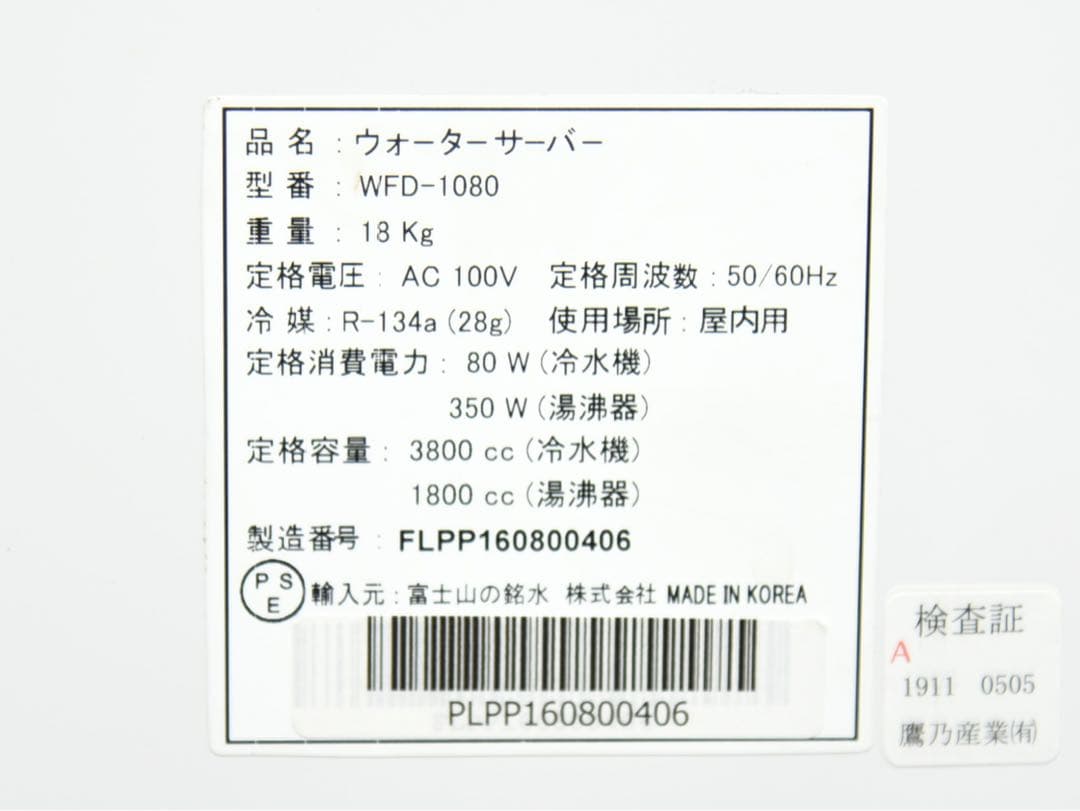 品名：ウォーターサーバー
型番：WFD-1080
重量：18 Kg
定格電圧：AC 100V 定格周波数：50/60Hz
冷媒：R-134a (28g) 使用場所：屋内用
定格消費電力：80 W (冷水機)
350 W (湯沸器)
定格容量：3800 cc (冷水機)
1800 cc (湯沸器)
製造番号：FLPP160800406
PSE 輸入元：富士山の銘水 株式会社 MADE IN KOREA
PLPP160800406
検査証
A
1911 0505
鷹乃産業㈲